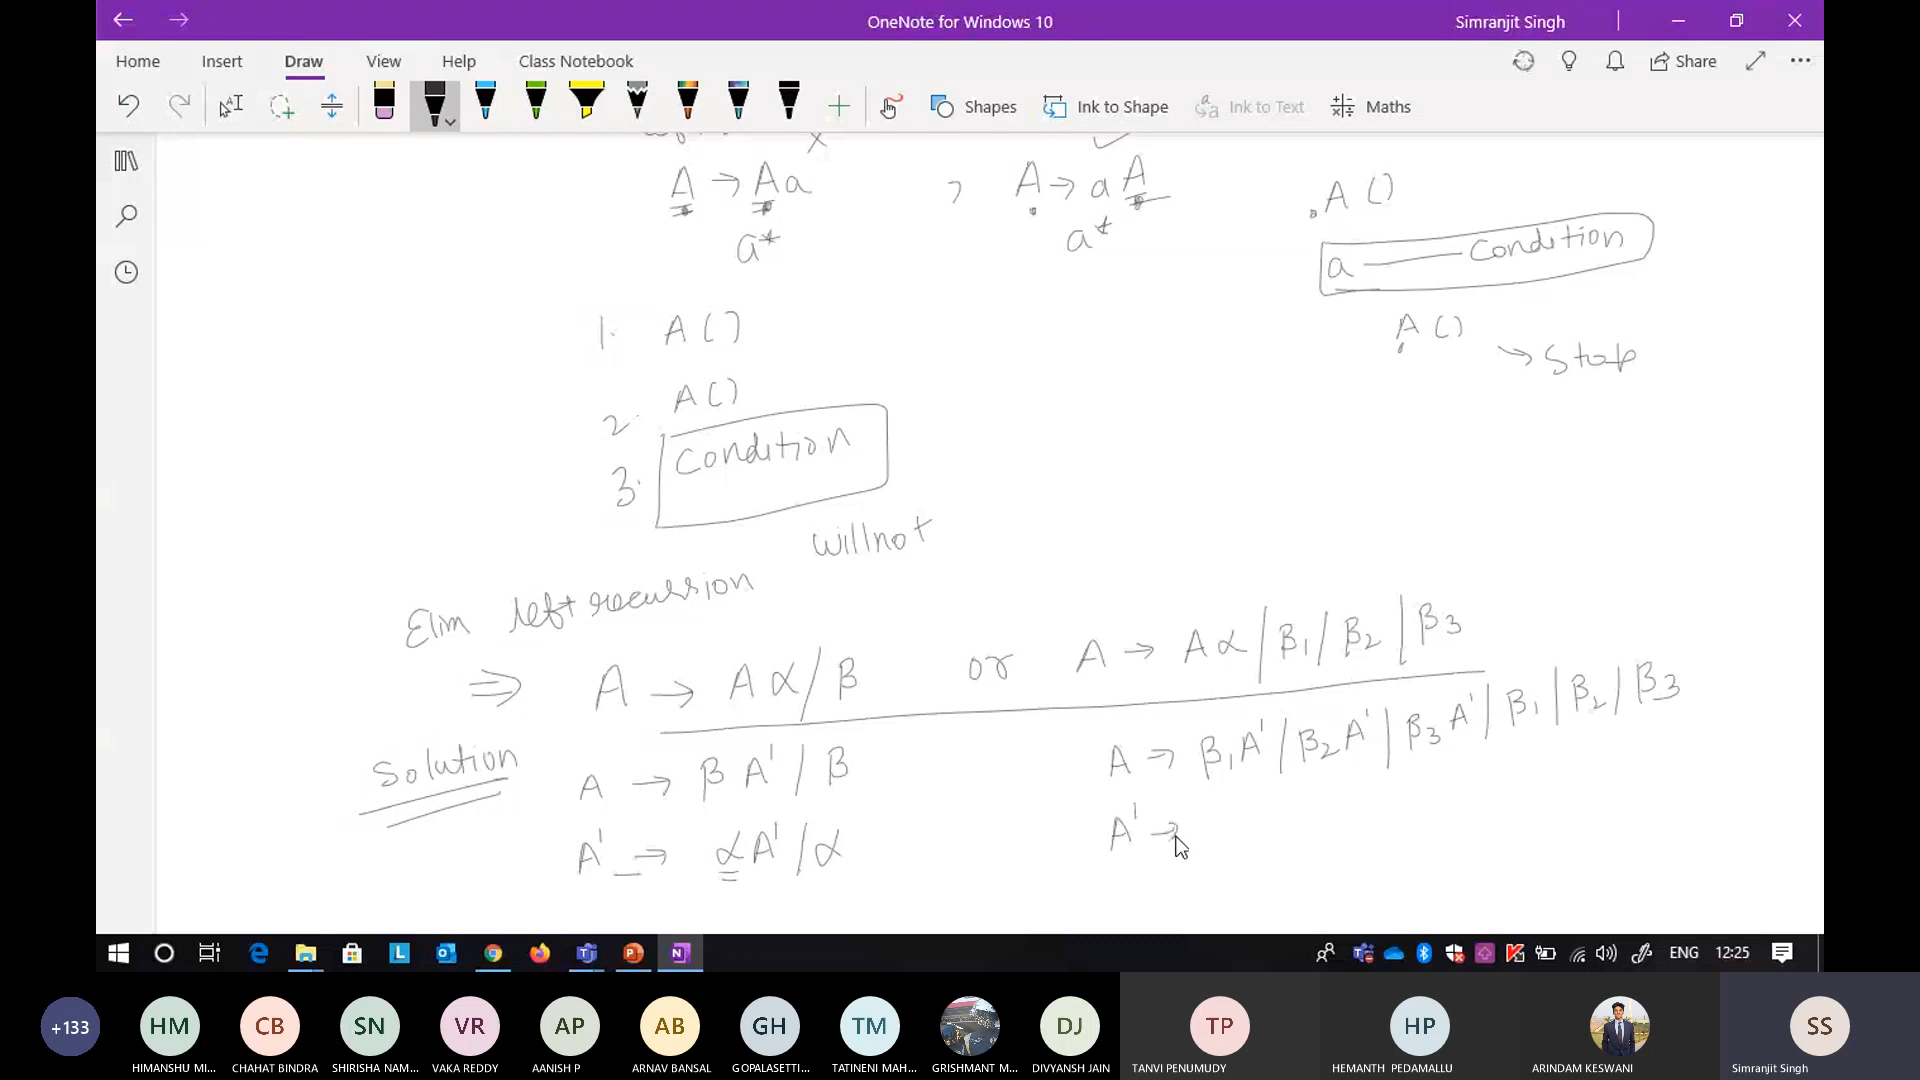 OneNote for Windows 10
Simranjit Singh
Home Insert Draw View Help Class Notebook
Share
Shapes Ink to Shape Ink to Text Maths
A → Aa , A → aA
a* a*
A ()
a Condition
A ()
→ Stop
1. A ()
2. A ()
3. Condition
will not
Elim left recursion
⇒ A → Aα / β or A → Aα / β1 / β2 / β3
Solution
A → βA' / β
A' → αA' / α
A → β1A' / β2A' / β3A' / β1 / β2 / β3
A' →
ENG 12:25
+133
HM CB SN VR AP AB GH TM DJ TP HP SS
HIMANSHU MI... CHAHAT BINDRA SHIRISHA NAM... VAKA REDDY AANISH P ARNAV BANSAL GOPALASETTI... TATINENI MAH... GRISHMANT M... DIVYANSH JAIN TANVI PENUMUDY HEMANTH PEDAMALLU ARINDAM KESWANI Simranjit Singh